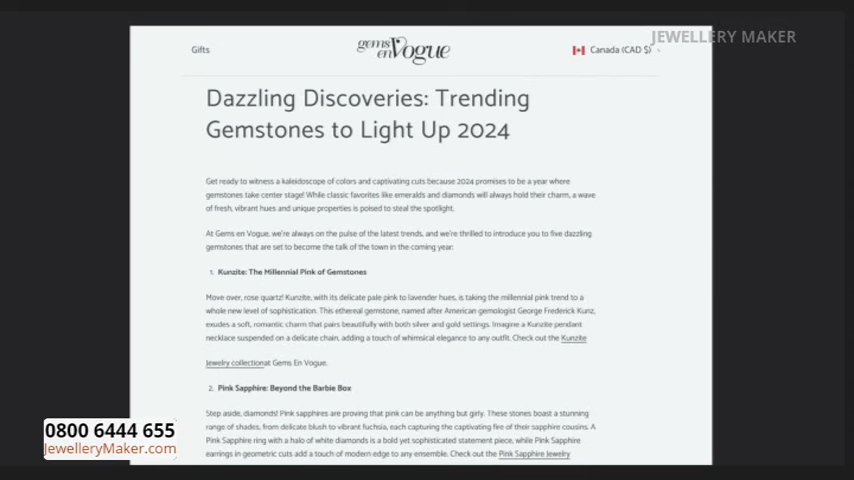 JEWELLERY MAKER
Gifts
gems en Vogue
Canada (CAD $)
Dazzling Discoveries: Trending
Gemstones to Light Up 2024
Get ready to witness a kaleidoscope of colors and captivating cuts because 2024 promises to be a year where
gemstones take center stage! While classic favorites like emeralds and diamonds will always hold their charm, a wave
of fresh, vibrant hues and unique properties is poised to steal the spotlight.
At Gems en Vogue, we're always on the pulse of the latest trends, and we're thrilled to introduce you to five dazzling
gemstones that are set to become the talk of the town in the coming year:
1. Kunzite: The Millennial Pink of Gemstones
Move over, rose quartz! Kunzite, with its delicate pale pink to lavender hues, is taking the millennial pink trend to a
whole new level of sophistication. This ethereal gemstone, named after American gemologist George Frederick Kunz,
exudes a soft, romantic charm that pairs beautifully with both silver and gold settings. Imagine a Kunzite pendant
necklace suspended on a delicate chain, adding a touch of whimsical elegance to any outfit. Check out the Kunzite
Jewelry collectionat Gems En Vogue.
2. Pink Sapphire: Beyond the Barbie Box
Step aside, diamonds! Pink sapphires are proving that pink can be anything but girly. These stones boast a stunning
range of shades, from delicate blush to vibrant fuchsia, each capturing the captivating fire of their sapphire cousins. A
Pink Sapphire ring with a halo of white diamonds is a bold yet sophisticated statement piece, while Pink Sapphire
earrings in geometric cuts add a touch of modern edge to any ensemble. Check out the Pink Sapphire Jewelry
0800 6444 655
JewelleryMaker.com